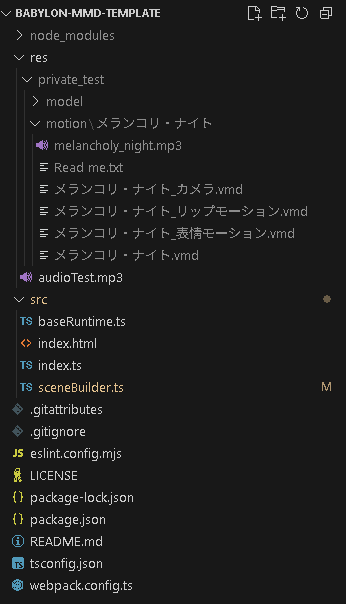 BABYLON-MMD-TEMPLATE
node_modules
res
private_test
model
motion\メランコリ・ナイト
melancholy_night.mp3
Read me.txt
メランコリ・ナイト_カメラ.vmd
メランコリ・ナイト_リップモーション.vmd
メランコリ・ナイト_表情モーション.vmd
メランコリ・ナイト.vmd
audioTest.mp3
src
TS baseRuntime.ts
<> index.html
TS index.ts
TS sceneBuilder.ts M
.gitattributes
.gitignore
JS eslint.config.mjs
LICENSE
{} package-lock.json
{} package.json
README.md
TS tsconfig.json
webpack.config.ts